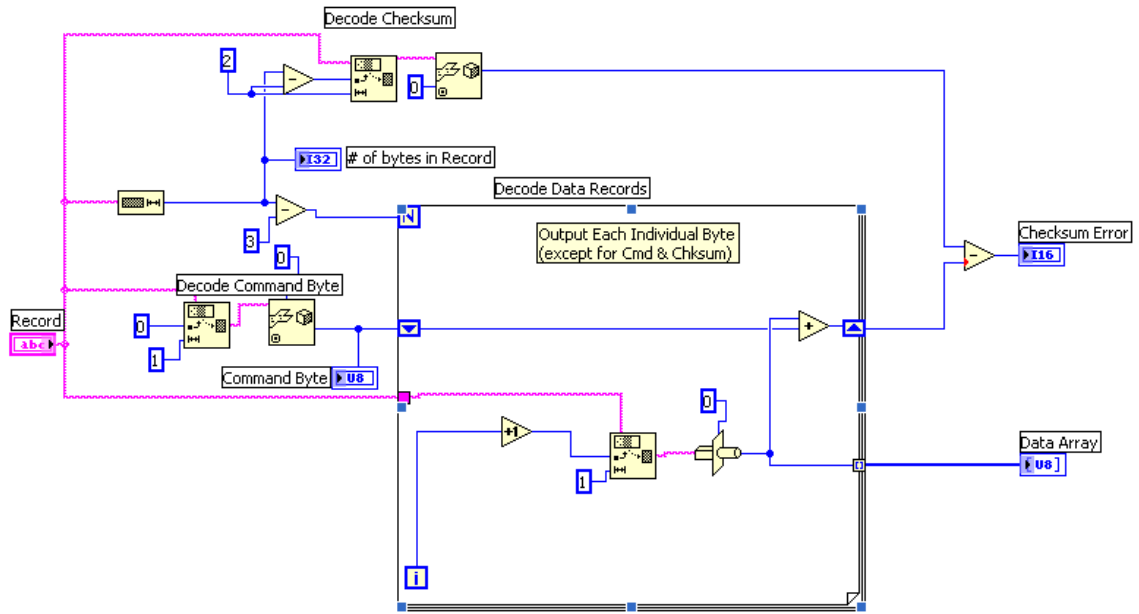 Decode Checksum
2
0
I32
# of bytes in Record
Decode Data Records
N
3
Output Each Individual Byte
(except for Cmd & Chksum)
Checksum Error
I16
0
Decode Command Byte
Record
abc
0
1
Command Byte
U8
0
+1
1
Data Array
U8
i